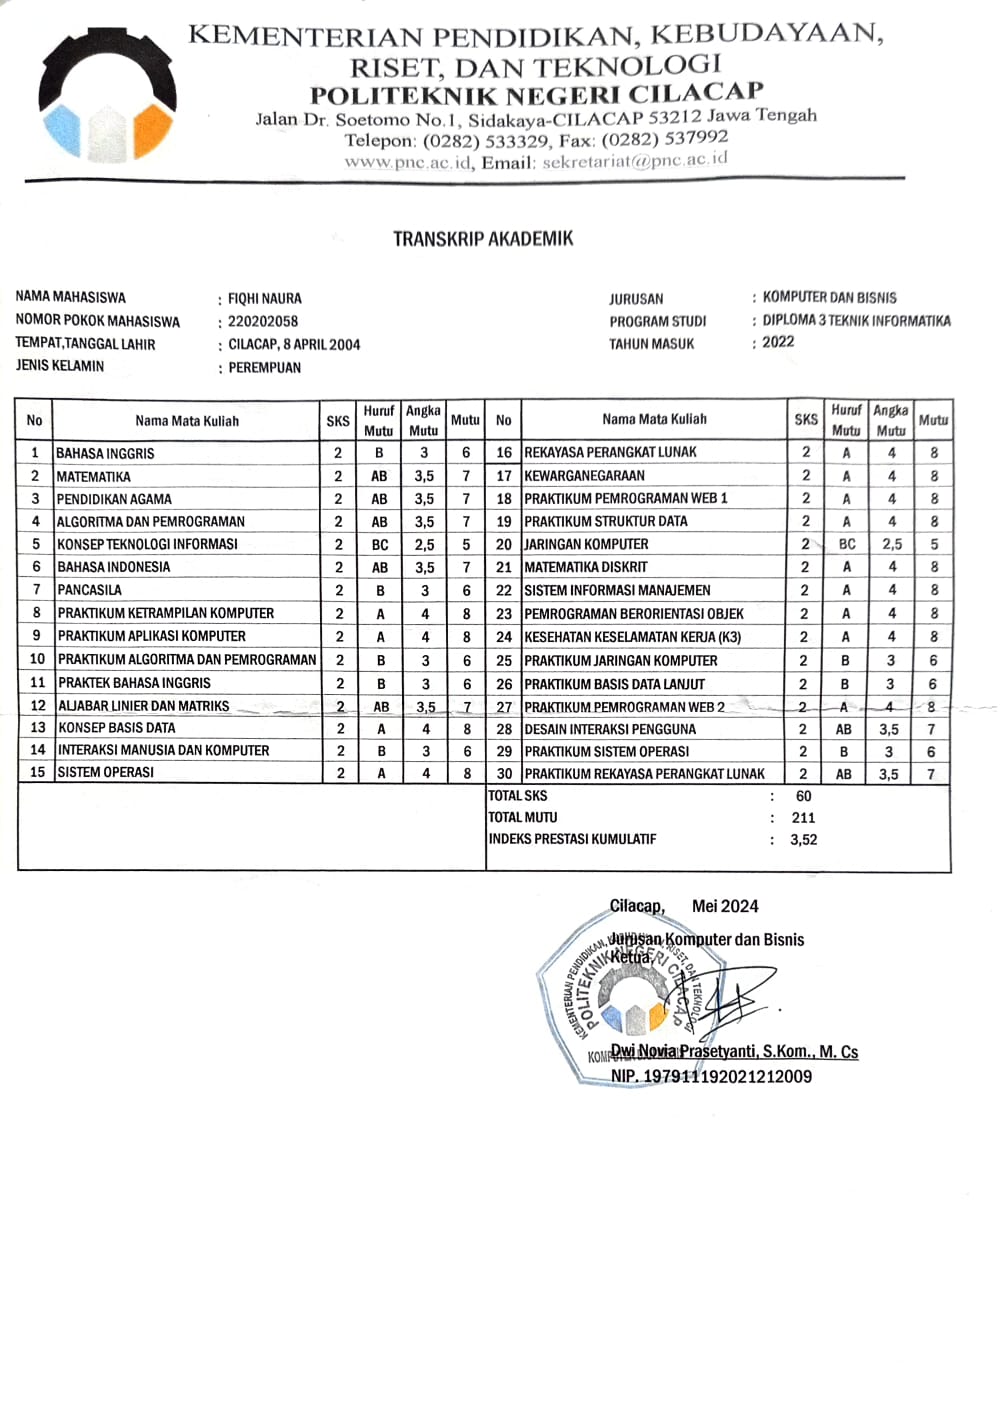 KEMENTERIAN PENDIDIKAN, KEBUDAYAAN,
RISET, DAN TEKNOLOGI
POLITEKNIK NEGERI CILACAP
Jalan Dr. Soetomo No.1, Sidakaya-CILACAP 53212 Jawa Tengah
Telepon: (0282) 533329, Fax: (0282) 537992
www.pnc.ac.id, Email: sekretariat@pnc.ac.id
TRANSKRIP AKADEMIK
NAMA MAHASISWA : FIQHI NAURA JURUSAN : KOMPUTER DAN BISNIS
NOMOR POKOK MAHASISWA : 220202058 PROGRAM STUDI : DIPLOMA 3 TEKNIK INFORMATIKA
TEMPAT,TANGGAL LAHIR : CILACAP, 8 APRIL 2004 TAHUN MASUK : 2022
JENIS KELAMIN : PEREMPUAN
No Nama Mata Kuliah SKS Huruf Mutu Angka Mutu Mutu No Nama Mata Kuliah SKS Huruf Mutu Angka Mutu Mutu
1 BAHASA INGGRIS 2 B 3 6 16 REKAYASA PERANGKAT LUNAK 2 A 4 8
2 MATEMATIKA 2 AB 3,5 7 17 KEWARGANEGARAAN 2 A 4 8
3 PENDIDIKAN AGAMA 2 AB 3,5 7 18 PRAKTIKUM PEMROGRAMAN WEB 1 2 A 4 8
4 ALGORITMA DAN PEMROGRAMAN 2 AB 3,5 7 19 PRAKTIKUM STRUKTUR DATA 2 A 4 8
5 KONSEP TEKNOLOGI INFORMASI 2 BC 2,5 5 20 JARINGAN KOMPUTER 2 BC 2,5 5
6 BAHASA INDONESIA 2 AB 3,5 7 21 MATEMATIKA DISKRIT 2 A 4 8
7 PANCASILA 2 B 3 6 22 SISTEM INFORMASI MANAJEMEN 2 A 4 8
8 PRAKTIKUM KETRAMPILAN KOMPUTER 2 A 4 8 23 PEMROGRAMAN BERORIENTASI OBJEK 2 A 4 8
9 PRAKTIKUM APLIKASI KOMPUTER 2 A 4 8 24 KESEHATAN KESELAMATAN KERJA (K3) 2 A 4 8
10 PRAKTIKUM ALGORITMA DAN PEMROGRAMAN 2 B 3 6 25 PRAKTIKUM JARINGAN KOMPUTER 2 B 3 6
11 PRAKTEK BAHASA INGGRIS 2 B 3 6 26 PRAKTIKUM BASIS DATA LANJUT 2 B 3 6
12 ALJABAR LINIER DAN MATRIKS 2 AB 3,5 7 27 PRAKTIKUM PEMROGRAMAN WEB 2 2 A 4 8
13 KONSEP BASIS DATA 2 A 4 8 28 DESAIN INTERAKSI PENGGUNA 2 AB 3,5 7
14 INTERAKSI MANUSIA DAN KOMPUTER 2 B 3 6 29 PRAKTIKUM SISTEM OPERASI 2 B 3 6
15 SISTEM OPERASI 2 A 4 8 30 PRAKTIKUM REKAYASA PERANGKAT LUNAK 2 AB 3,5 7
TOTAL SKS : 60
TOTAL MUTU : 211
INDEKS PRESTASI KUMULATIF : 3,52
Cilacap, Mei 2024
Jurusan Komputer dan Bisnis
Ketua,
KEMENTERIAN PENDIDIKAN, RISET, DAN TEKNOLOGI
POLITEKNIK NEGERI CILACAP
Dwi Novia Prasetyanti, S.Kom., M. Cs
NIP. 197911192021212009